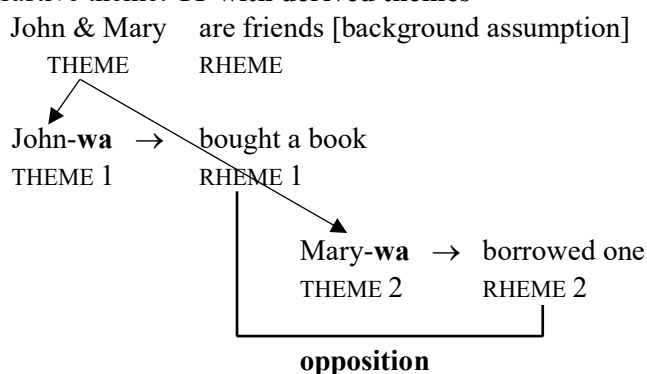 John & Mary are friends [background assumption]
THEME RHEME
John-wa → bought a book
THEME 1 RHEME 1
Mary-wa → borrowed one
THEME 2 RHEME 2
opposition